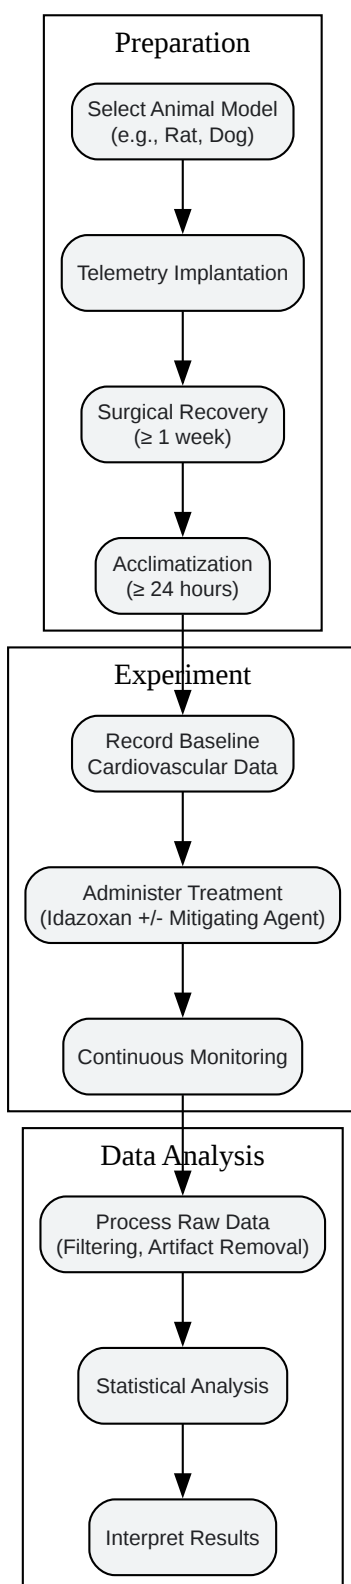 Preparation
Select Animal Model
(e.g., Rat, Dog)
Telemetry Implantation
Surgical Recovery
(≥ 1 week)
Acclimatization
(≥ 24 hours)
Experiment
Record Baseline
Cardiovascular Data
Administer Treatment
(Idazoxan +/- Mitigating Agent)
Continuous Monitoring
Data Analysis
Process Raw Data
(Filtering, Artifact Removal)
Statistical Analysis
Interpret Results